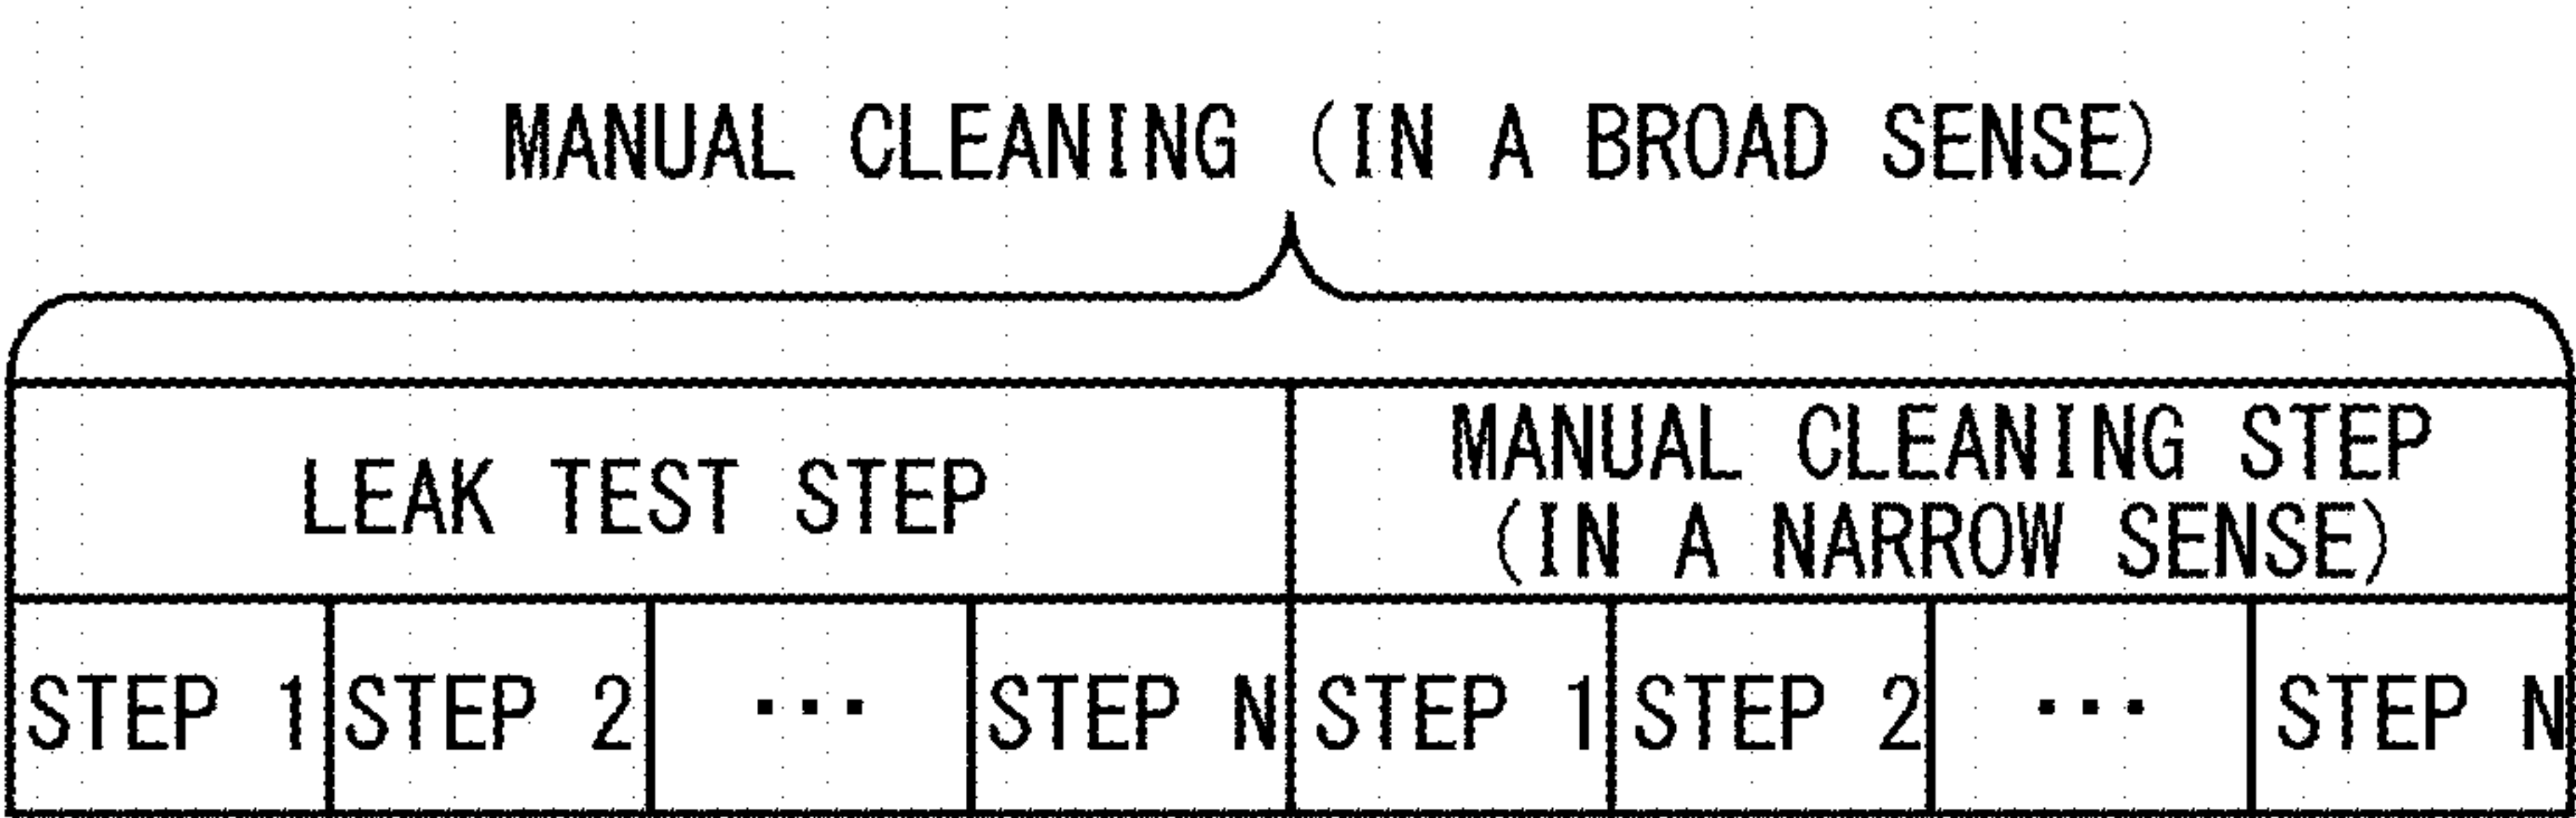 MANUAL CLEANING (IN A BROAD SENSE)
LEAK TEST STEP
MANUAL CLEANING STEP
(IN A NARROW SENSE)
STEP 1 STEP 2 ··· STEP N STEP 1 STEP 2 ··· STEP N